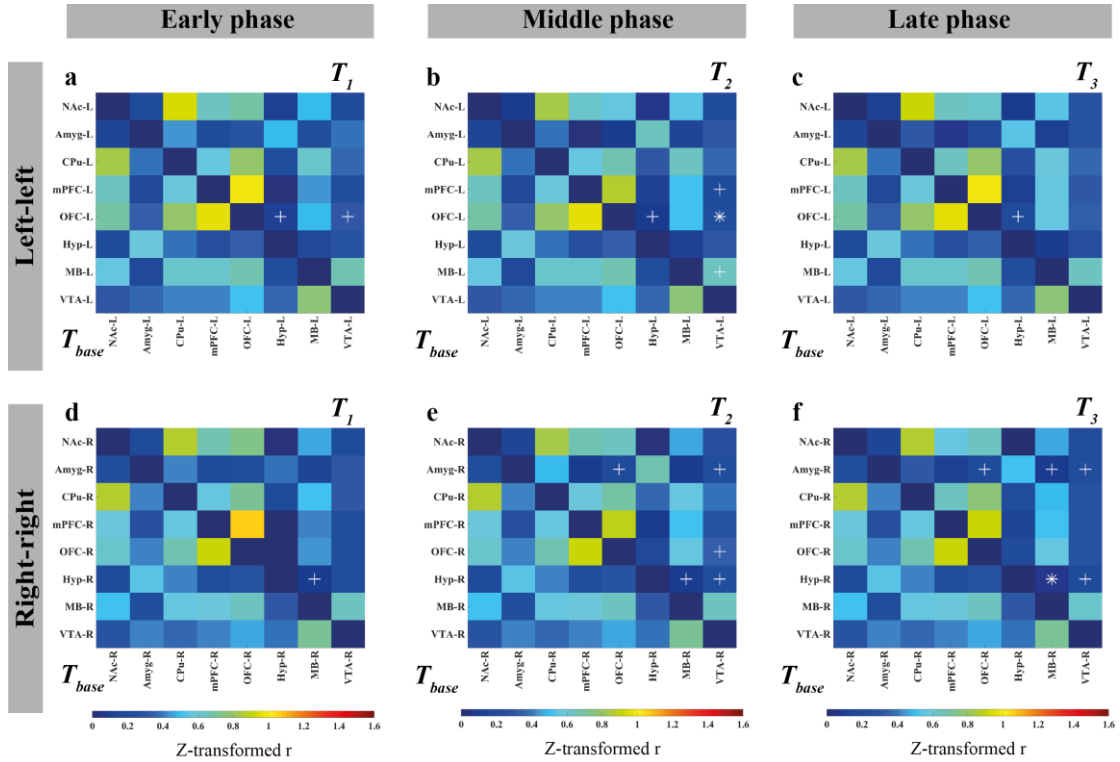 Early phase
Middle phase
Late phase
Left-left
a
T1
NAc-L
Amyg-L
CPu-L
mPFC-L
OFC-L
Hyp-L
MB-L
VTA-L
Tbase
NAc-L
Amyg-L
CPu-L
mPFC-L
OFC-L
Hyp-L
MB-L
VTA-L
b
T2
NAc-L
Amyg-L
CPu-L
mPFC-L
OFC-L
Hyp-L
MB-L
VTA-L
Tbase
NAc-L
Amyg-L
CPu-L
mPFC-L
OFC-L
Hyp-L
MB-L
VTA-L
c
T3
NAc-L
Amyg-L
CPu-L
mPFC-L
OFC-L
Hyp-L
MB-L
VTA-L
Tbase
NAc-L
Amyg-L
CPu-L
mPFC-L
OFC-L
Hyp-L
MB-L
VTA-L
Right-right
d
T1
NAc-R
Amyg-R
CPu-R
mPFC-R
OFC-R
Hyp-R
MB-R
VTA-R
Tbase
NAc-R
Amyg-R
CPu-R
mPFC-R
OFC-R
Hyp-R
MB-R
VTA-R
e
T2
NAc-R
Amyg-R
CPu-R
mPFC-R
OFC-R
Hyp-R
MB-R
VTA-R
Tbase
NAc-R
Amyg-R
CPu-R
mPFC-R
OFC-R
Hyp-R
MB-R
VTA-R
f
T3
NAc-R
Amyg-R
CPu-R
mPFC-R
OFC-R
Hyp-R
MB-R
VTA-R
Tbase
NAc-R
Amyg-R
CPu-R
mPFC-R
OFC-R
Hyp-R
MB-R
VTA-R
0 0.2 0.4 0.6 0.8 1 1.2 1.4 1.6
Z-transformed r
0 0.2 0.4 0.6 0.8 1 1.2 1.4 1.6
Z-transformed r
0 0.2 0.4 0.6 0.8 1 1.2 1.4 1.6
Z-transformed r